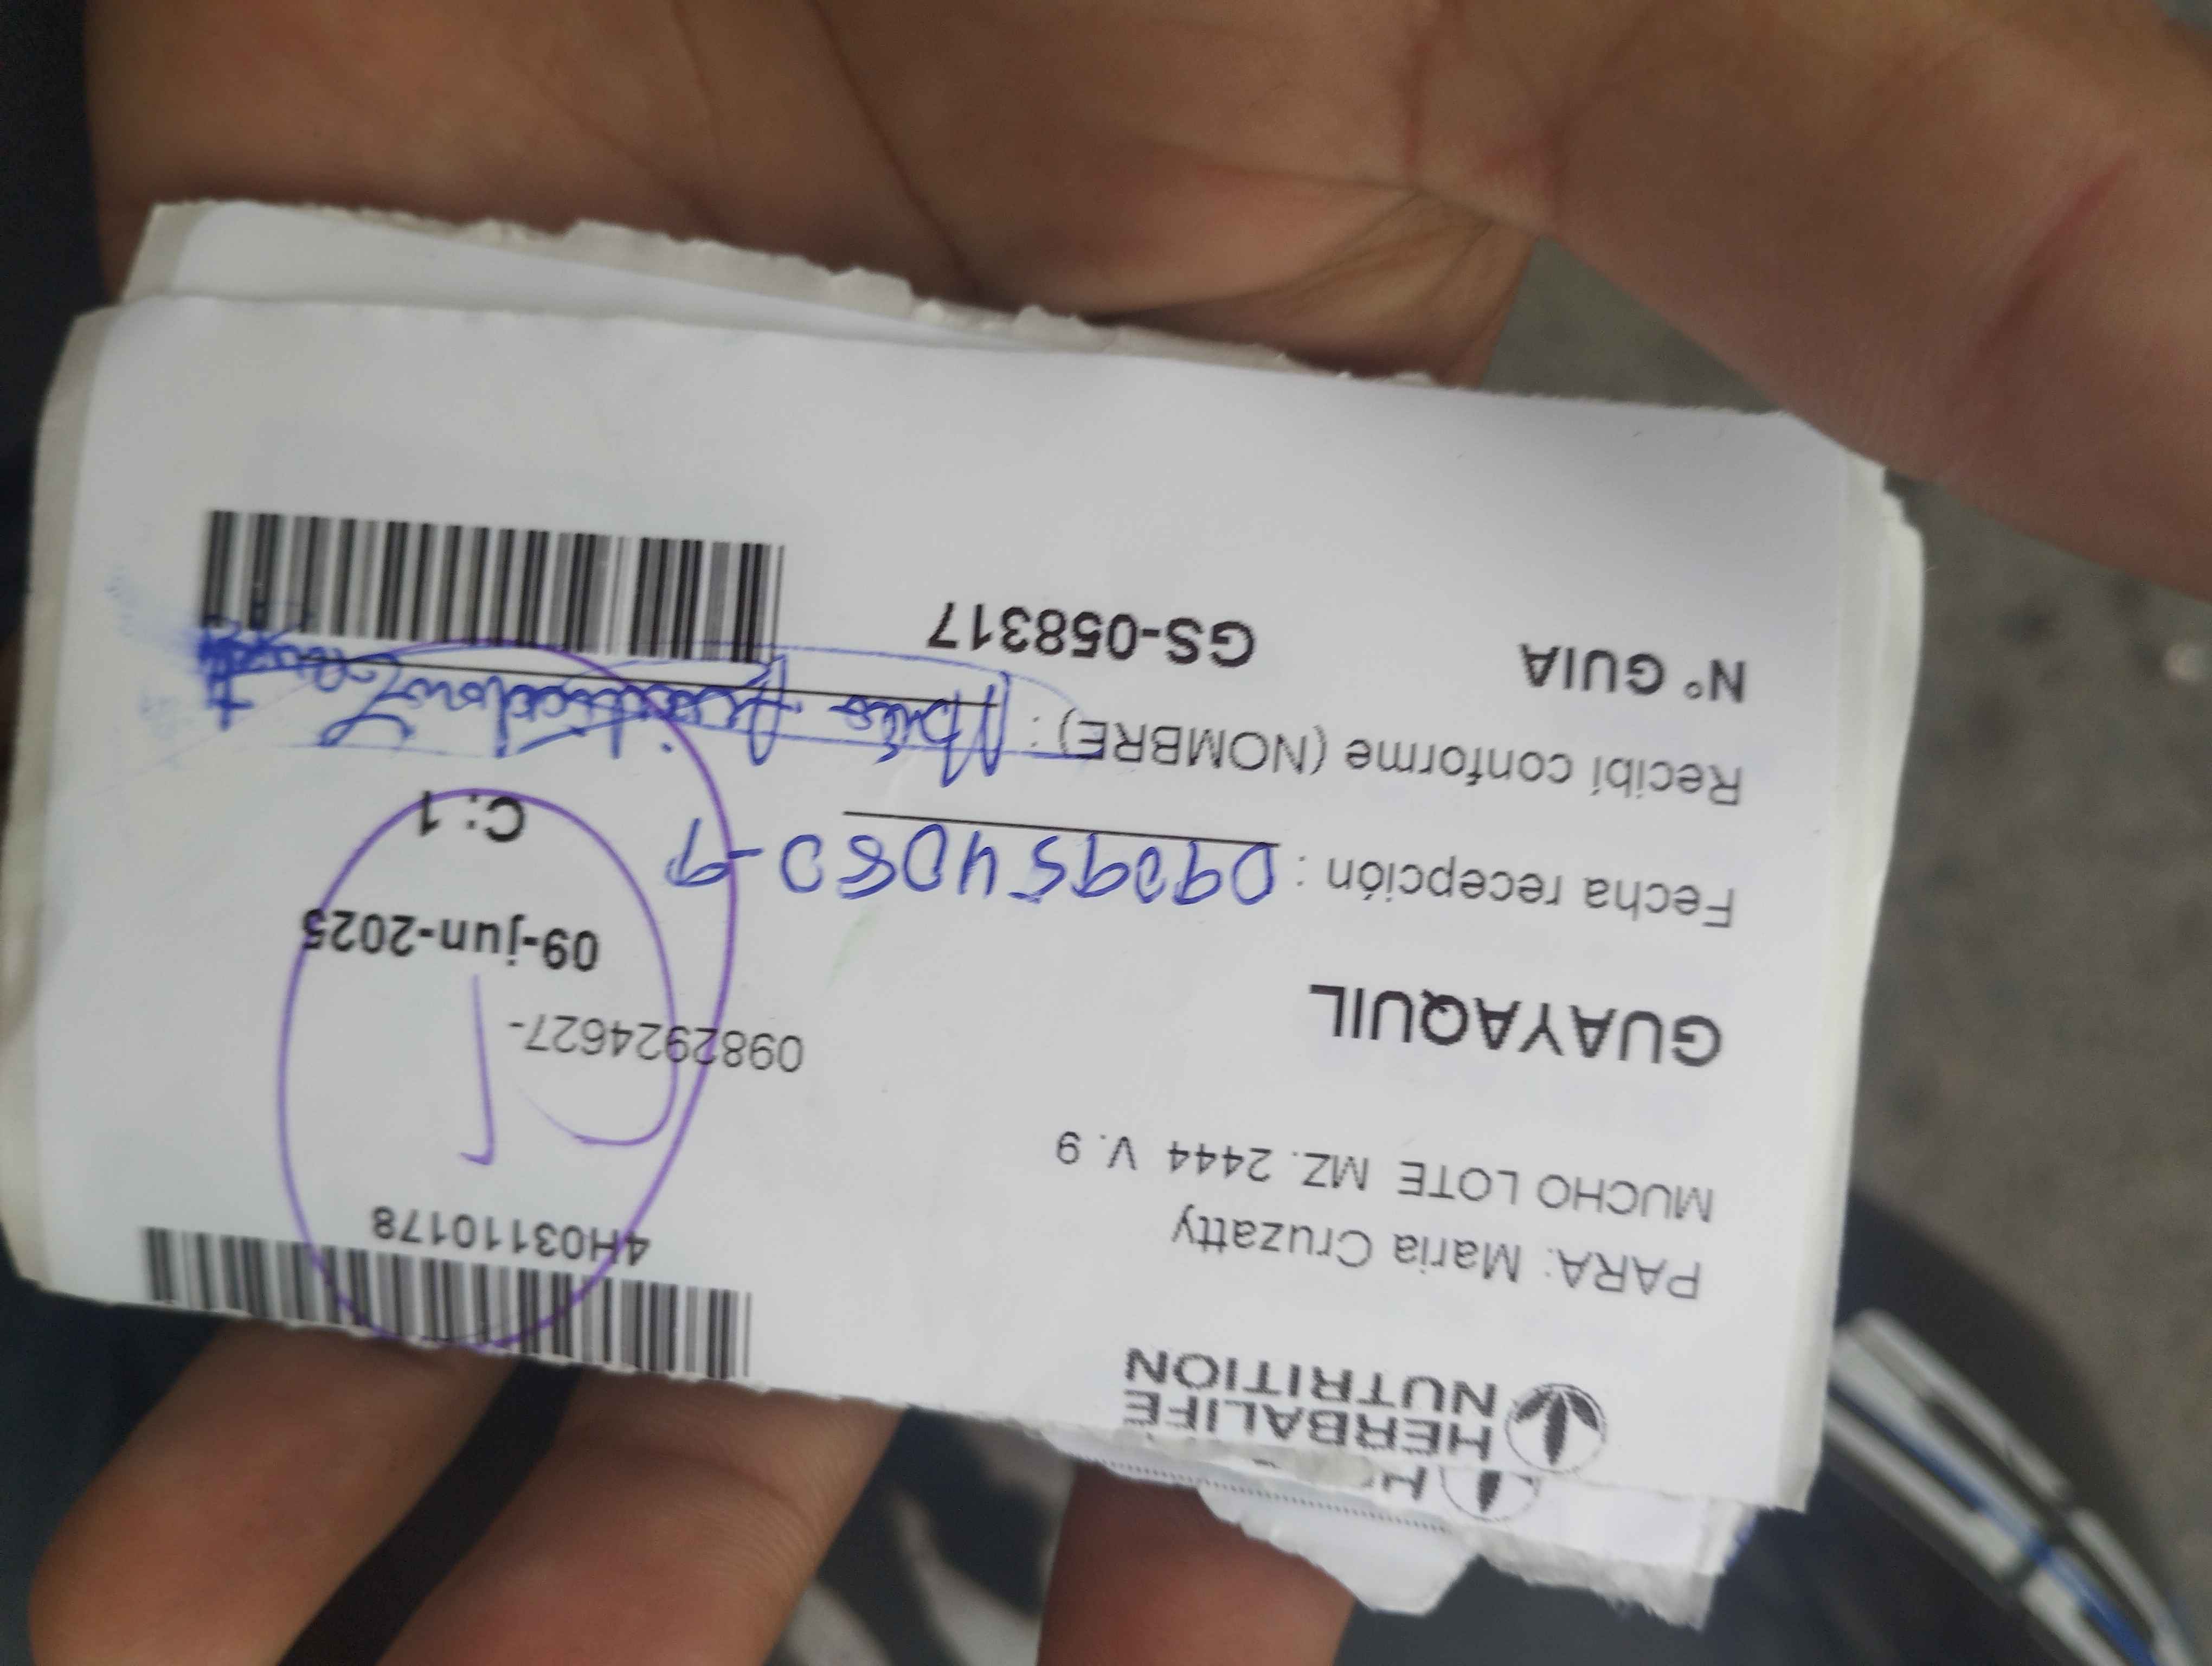 HERBALIFE
NUTRITION
4H03110178
PARA: Maria Cruzatty
MUCHO LOTE MZ. 2444 V. 9
0982924627-
GUAYAQUIL
09-jun-2025
Fecha recepción : 090954080-9
C: 1
Recibí conforme (NOMBRE) :
N° GUIA GS-058317